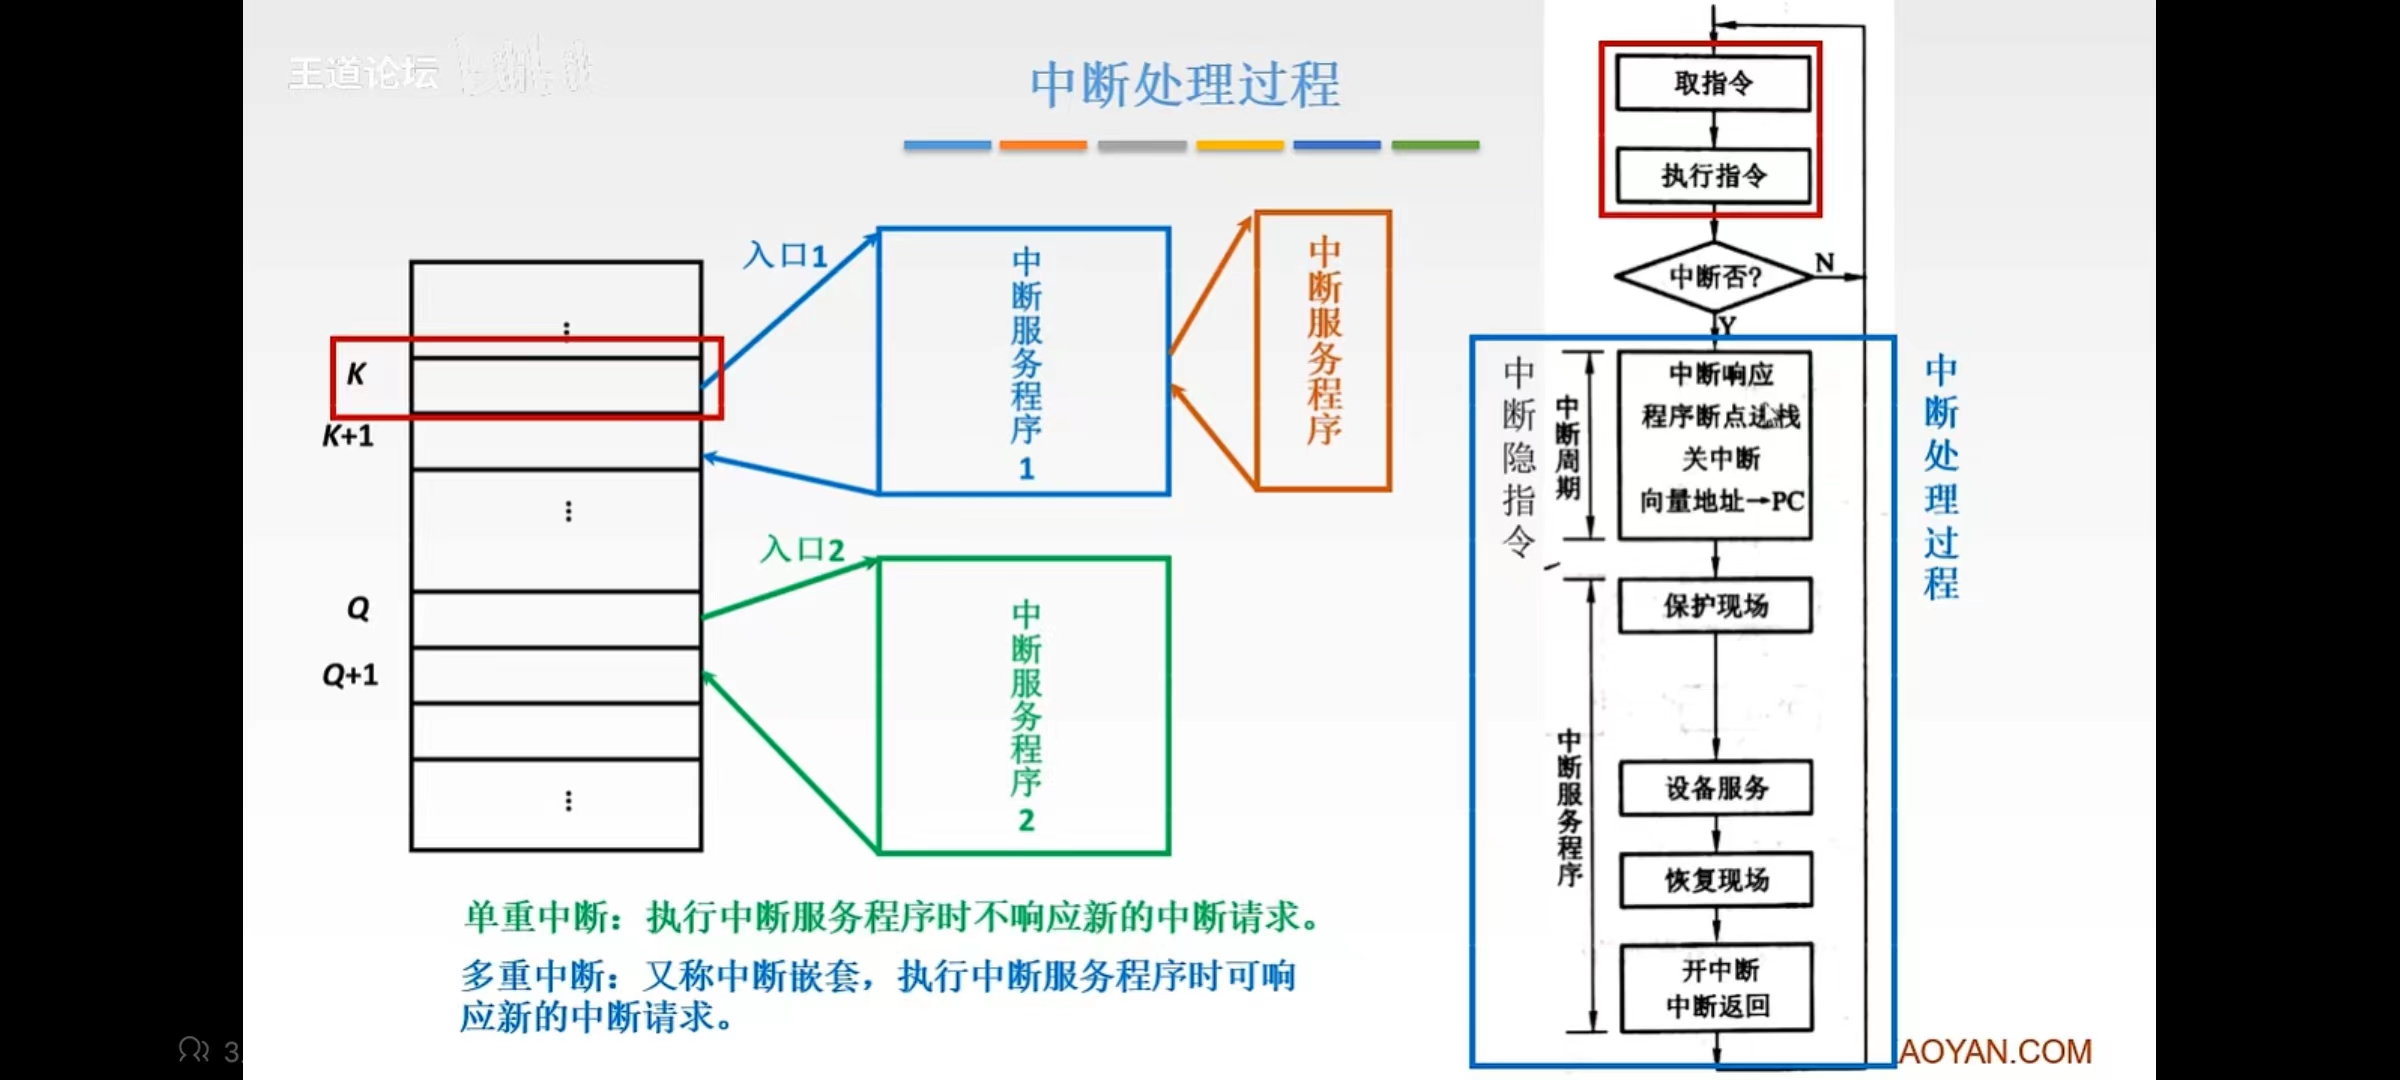 王道论坛
中断处理过程
入口1
中断服务程序1
中断服务程序
K
K+1
入口2
Q
Q+1
中断服务程序2
单重中断：执行中断服务程序时不响应新的中断请求。
多重中断：又称中断嵌套，执行中断服务程序时可响
应新的中断请求。
取指令
执行指令
中断否?
N
Y
中断隐指令
中断周期
中断响应
程序断点进栈
关中断
向量地址→PC
中断处理过程
保护现场
中断服务程序
设备服务
恢复现场
开中断
中断返回
AOYAN.COM
3